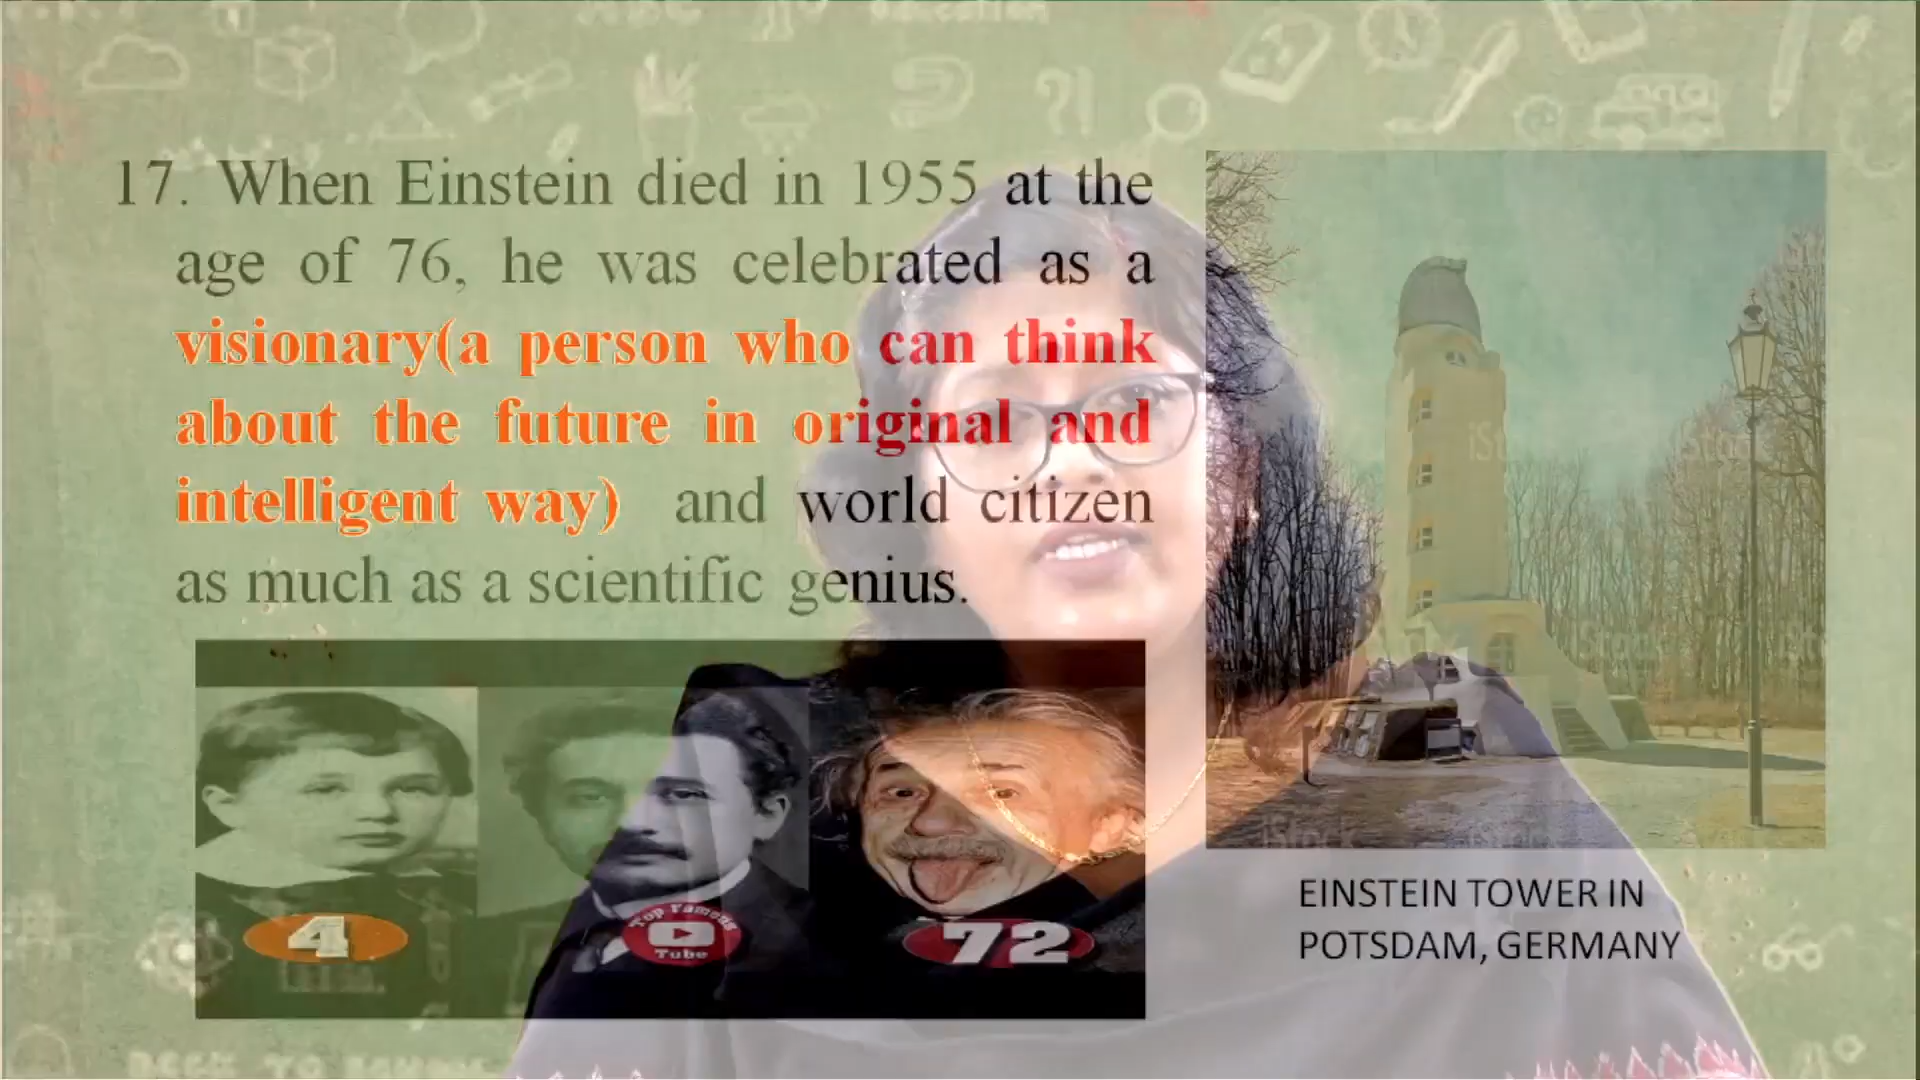 17. When Einstein died in 1955 at the
age of 76, he was celebrated as a
visionary(a person who can think
about the future in original and
intelligent way) and world citizen
as much as a scientific genius.
4
Top Famous
Tube
72
iStock
iStock
EINSTEIN TOWER IN
POTSDAM, GERMANY